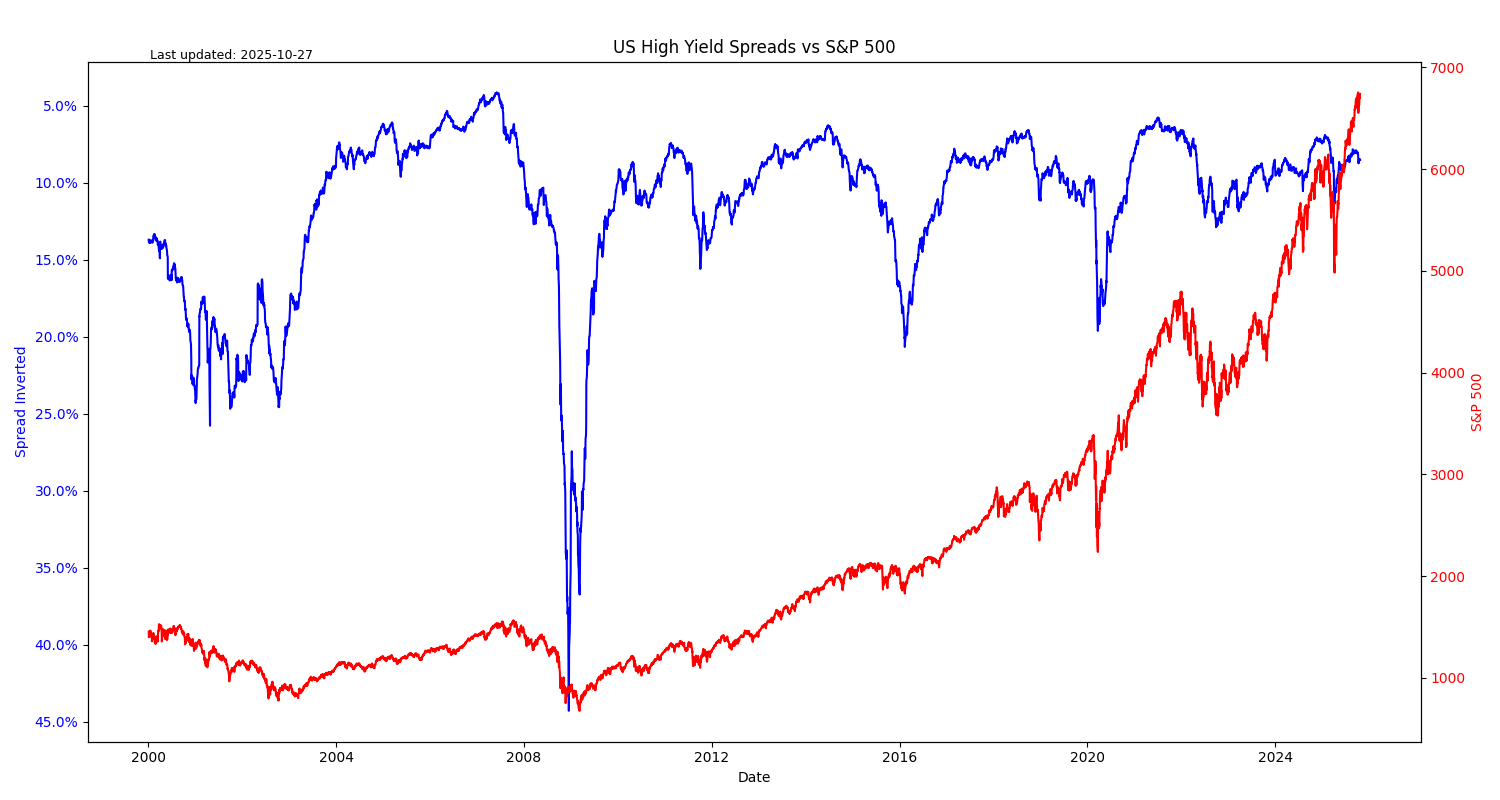 US High Yield Spreads vs S&P 500
Last updated: 2025-10-27
Spread Inverted
5.0%
10.0%
15.0%
20.0%
25.0%
30.0%
35.0%
40.0%
45.0%
7000
6000
5000
4000
3000
2000
1000
S&P 500
2000 2004 2008 2012 2016 2020 2024
Date